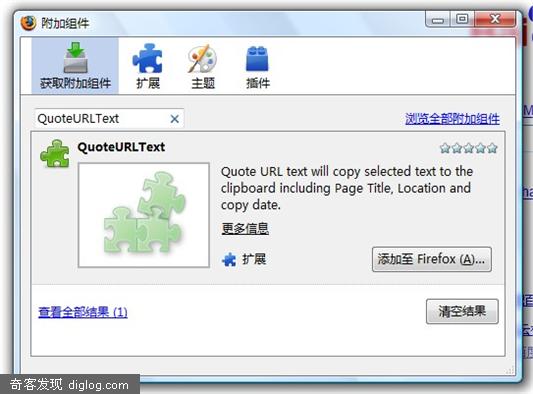 附加组件
获取附加组件 扩展 主题 插件
QuoteURLText 浏览全部附加组件
QuoteURLText
Quote URL text will copy selected text to the
clipboard including Page Title, Location and
copy date.
更多信息
扩展 添加至 Firefox (A)...
查看全部结果 (1) 清空结果
奇客发现 diglog.com